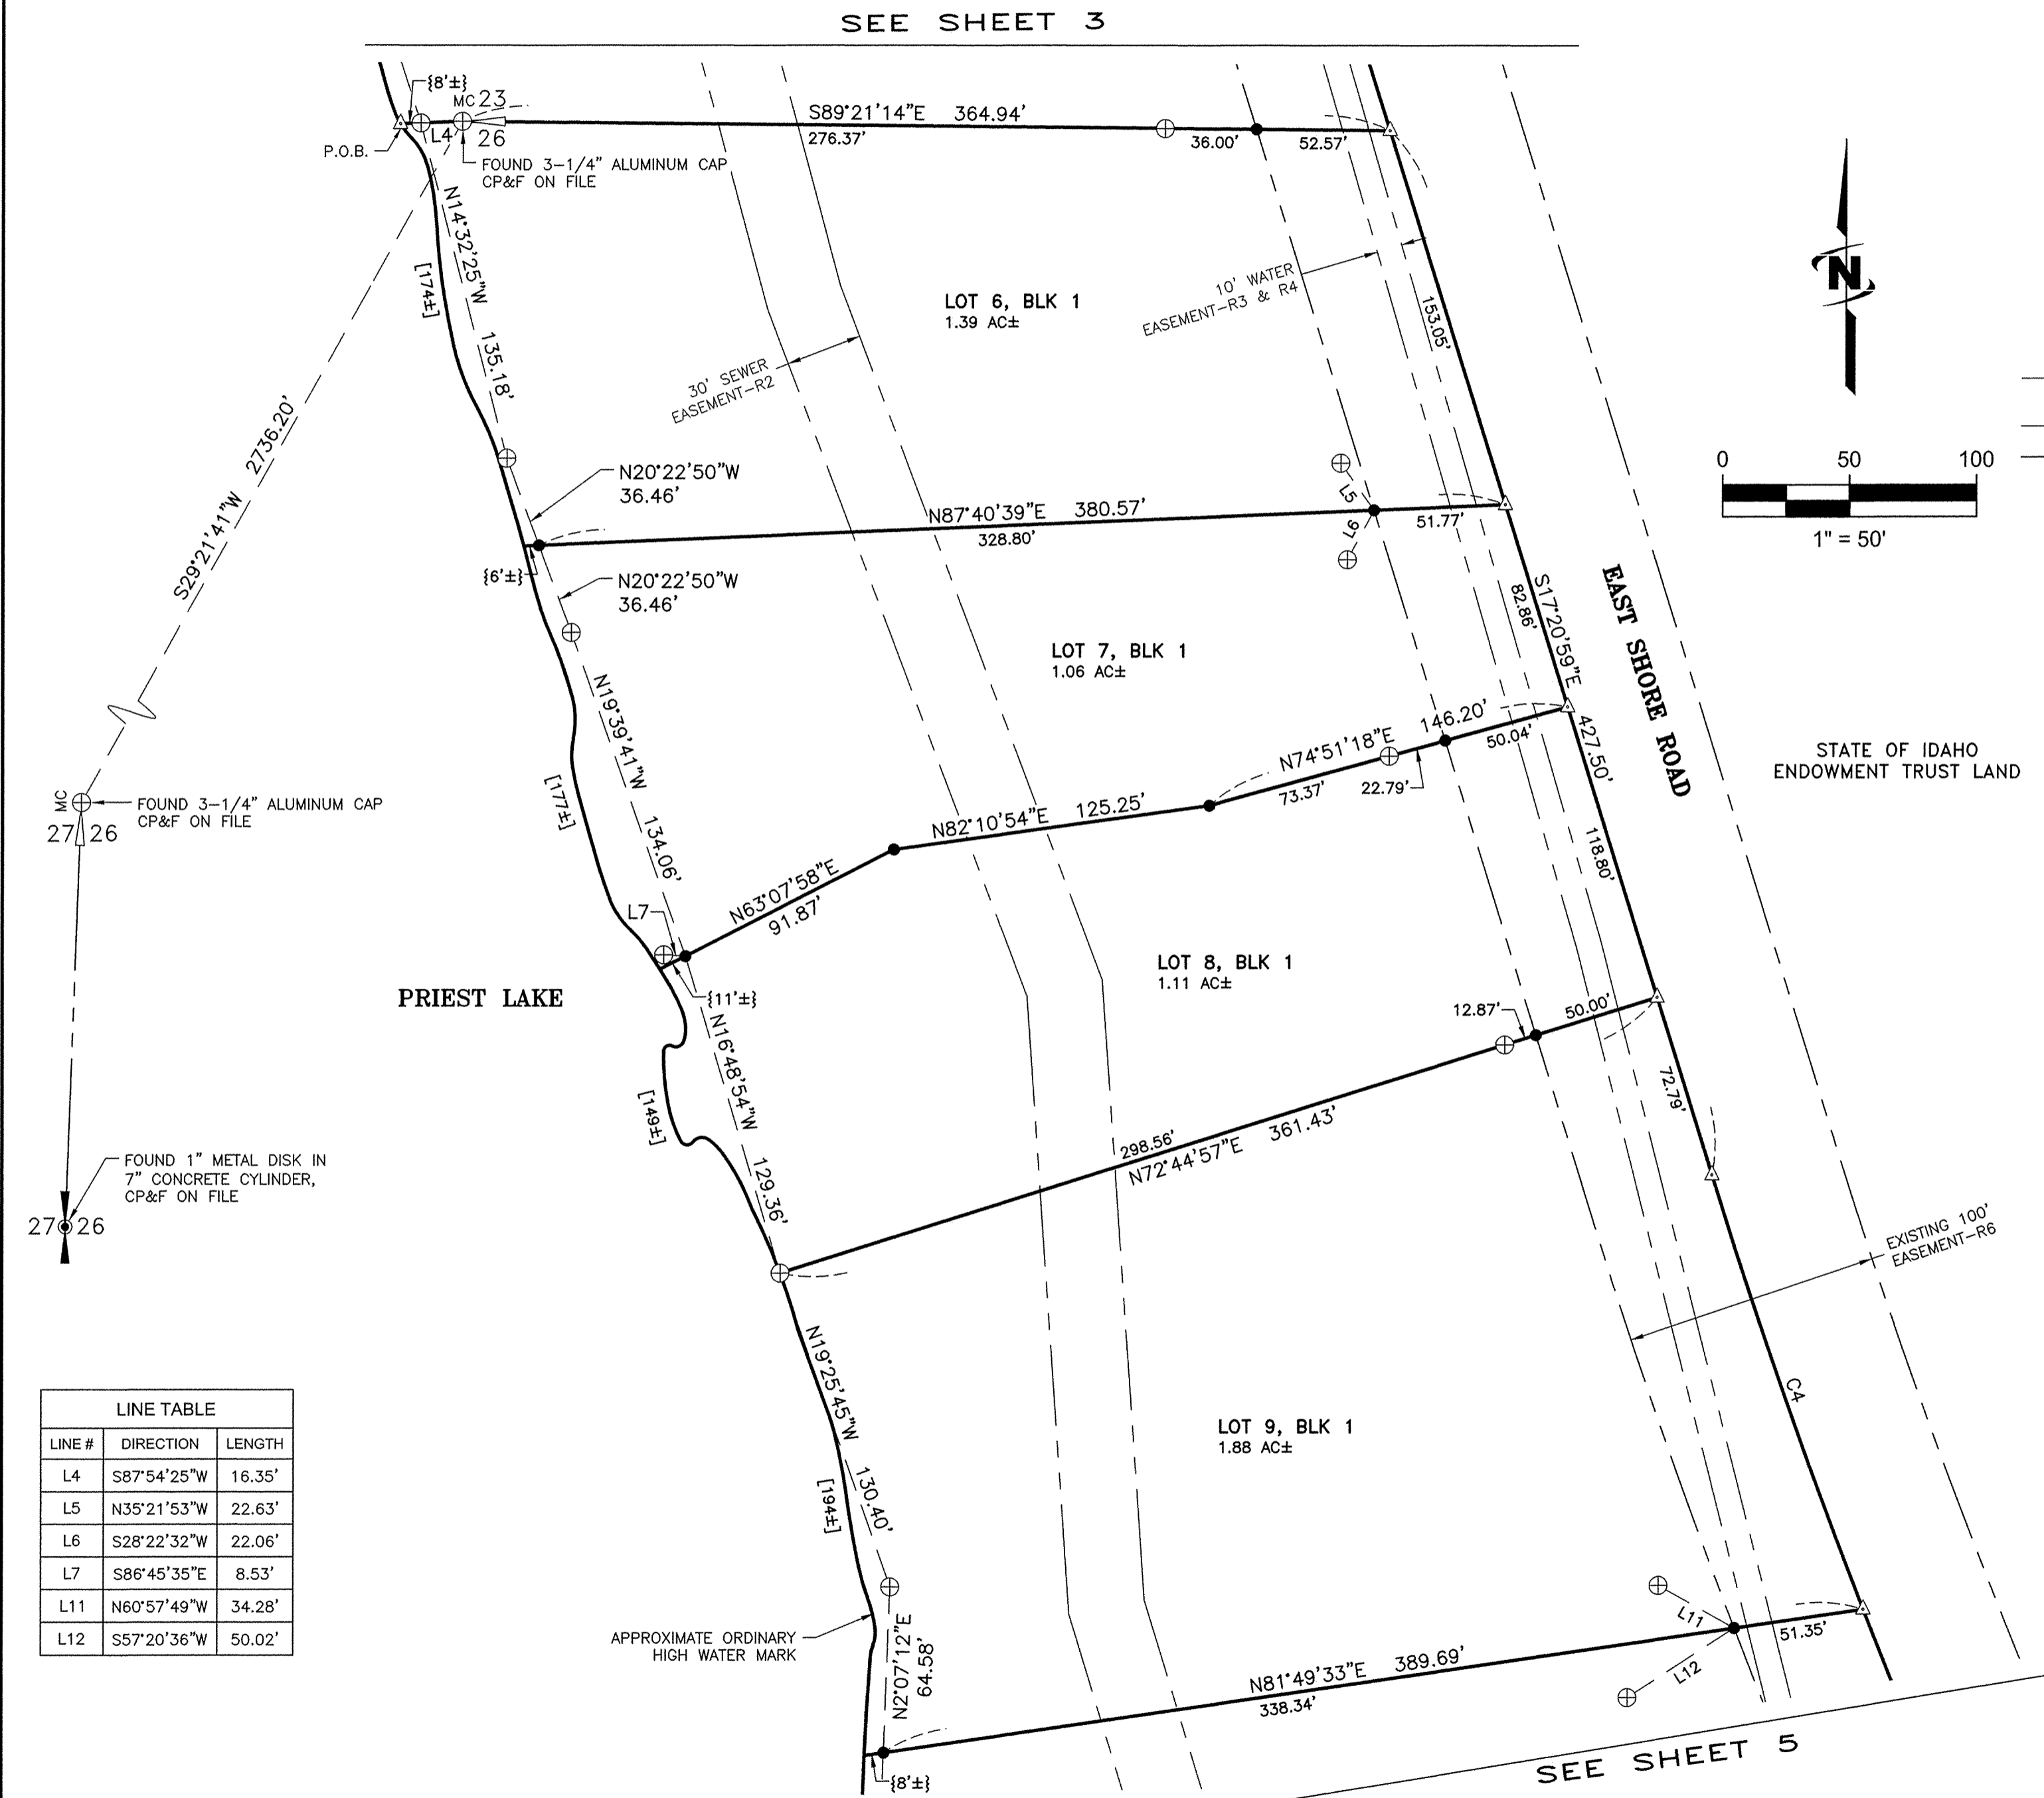 SEE SHEET 3
{8'±}
MC 23
L4 26
P.O.B.
FOUND 3-1/4" ALUMINUM CAP
CP&F ON FILE
S89°21'14"E 364.94'
276.37'
36.00'
52.57'
N14°32'25"W 135.18'
[174±]
LOT 6, BLK 1
1.39 AC±
10' WATER
EASEMENT-R3 & R4
153.05'
30' SEWER
EASEMENT-R2
N
0 50 100
1" = 50'
S29°21'41"W 2736.20'
N20°22'50"W
36.46'
N87°40'39"E 380.57'
328.80'
L5
L6
51.77'
{6'±}
N20°22'50"W
36.46'
82.86'
S17°20'59"E 427.50'
EAST SHORE ROAD
LOT 7, BLK 1
1.06 AC±
N19°39'41"W 134.06'
[177±]
STATE OF IDAHO
ENDOWMENT TRUST LAND
N74°51'18"E 146.20'
73.37'
22.79'
50.04'
N82°10'54"E 125.25'
118.80'
MC
27 26
FOUND 3-1/4" ALUMINUM CAP
CP&F ON FILE
N63°07'58"E
91.87'
L7
{11'±}
PRIEST LAKE
LOT 8, BLK 1
1.11 AC±
12.87'
50.00'
N16°48'54"W 129.36'
[149±]
72.79'
298.56'
N72°44'57"E 361.43'
FOUND 1" METAL DISK IN
7" CONCRETE CYLINDER,
CP&F ON FILE
27 26
EXISTING 100'
EASEMENT-R6
C4
N19°25'45"W 130.40'
[194±]
LOT 9, BLK 1
1.88 AC±
LINE TABLE
LINE # DIRECTION LENGTH
L4 S87°54'25"W 16.35'
L5 N35°21'53"W 22.63'
L6 S28°22'32"W 22.06'
L7 S86°45'35"E 8.53'
L11 N60°57'49"W 34.28'
L12 S57°20'36"W 50.02'
APPROXIMATE ORDINARY
HIGH WATER MARK
N2°07'12"E
64.58'
L11
L12
51.35'
N81°49'33"E 389.69'
338.34'
{8'±}
SEE SHEET 5